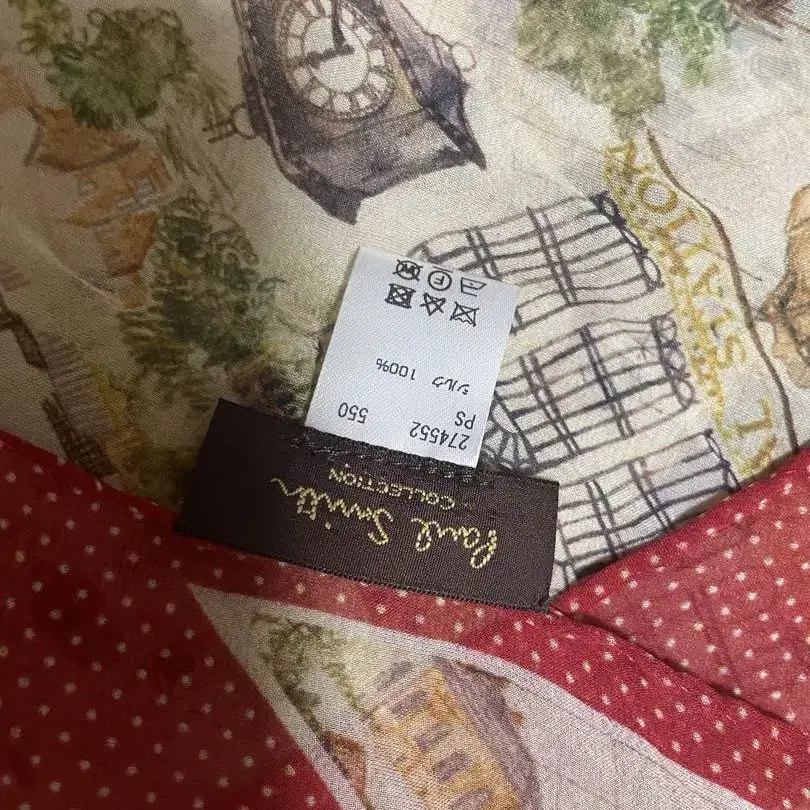 Paul Smith
COLLECTION
274552 550
PS
シルク 100%
STATION